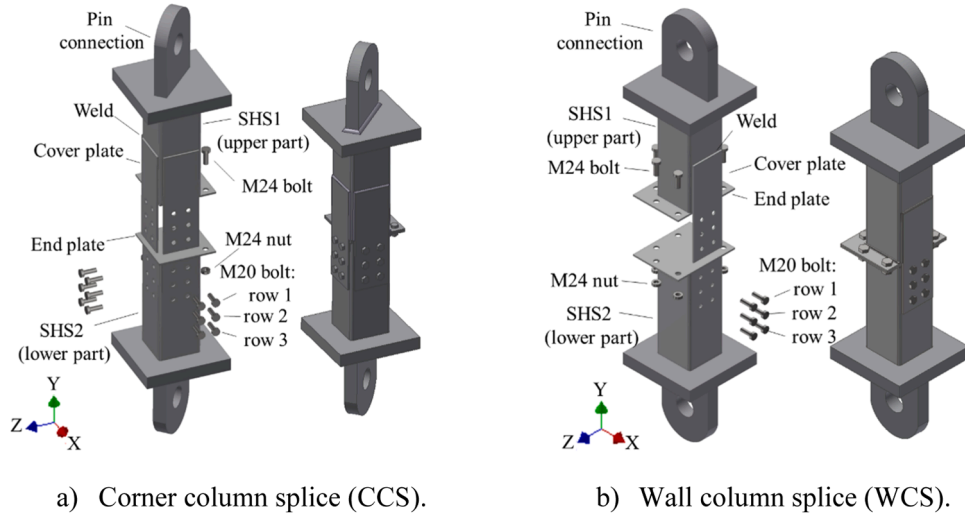 Pin
connection
Weld
Cover plate
SHS1
(upper part)
M24 bolt
End plate
M24 nut
M20 bolt:
row 1
row 2
row 3
SHS2
(lower part)
Y
Z
X
a) Corner column splice (CCS).
Pin
connection
SHS1
(upper part)
M24 bolt
Weld
Cover plate
End plate
M24 nut
M20 bolt:
row 1
row 2
row 3
SHS2
(lower part)
Y
Z
X
b) Wall column splice (WCS).